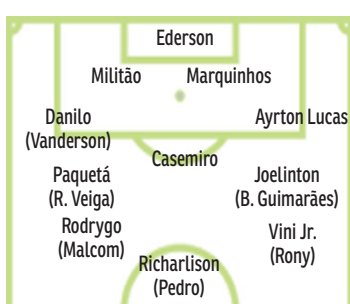 Ederson
Militão
Marquinhos
Danilo
(Vanderson)
Ayrton Lucas
Casemiro
Paquetá
(R. Veiga)
Joelinton
(B. Guimarães)
Rodrygo
(Malcom)
Vini Jr.
(Rony)
Richarlison
(Pedro)